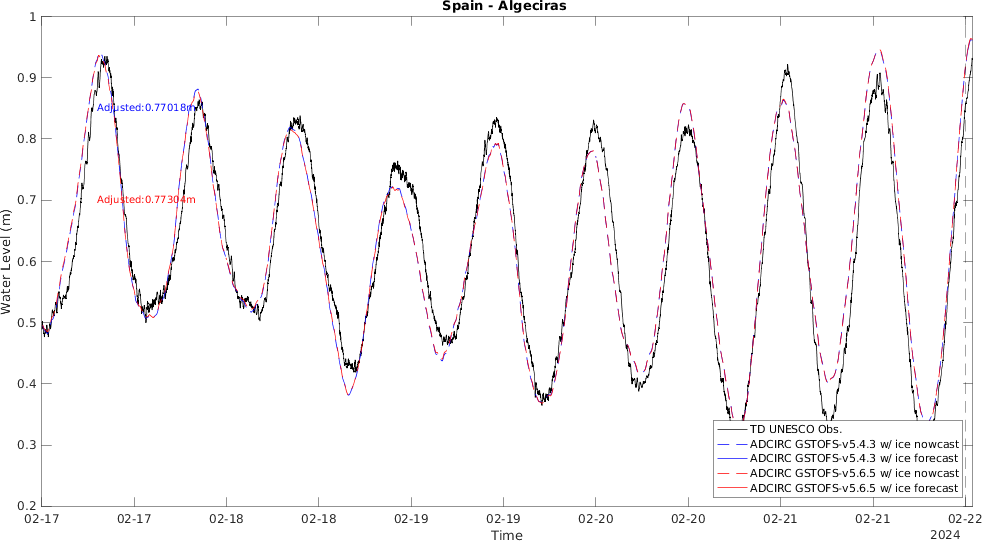 Spain - Algeciras
1
0.9
0.8
0.7
0.6
0.5
0.4
0.3
0.2
Water Level (m)
Adjusted:0.77018m
Adjusted:0.77304m
TD UNESCO Obs.
ADCIRC GSTOFS-v5.4.3 w/ ice nowcast
ADCIRC GSTOFS-v5.4.3 w/ ice forecast
ADCIRC GSTOFS-v5.6.5 w/ ice nowcast
ADCIRC GSTOFS-v5.6.5 w/ ice forecast
02-17 02-17 02-18 02-18 02-19 02-19 02-20 02-20 02-21 02-21 02-22
Time
2024